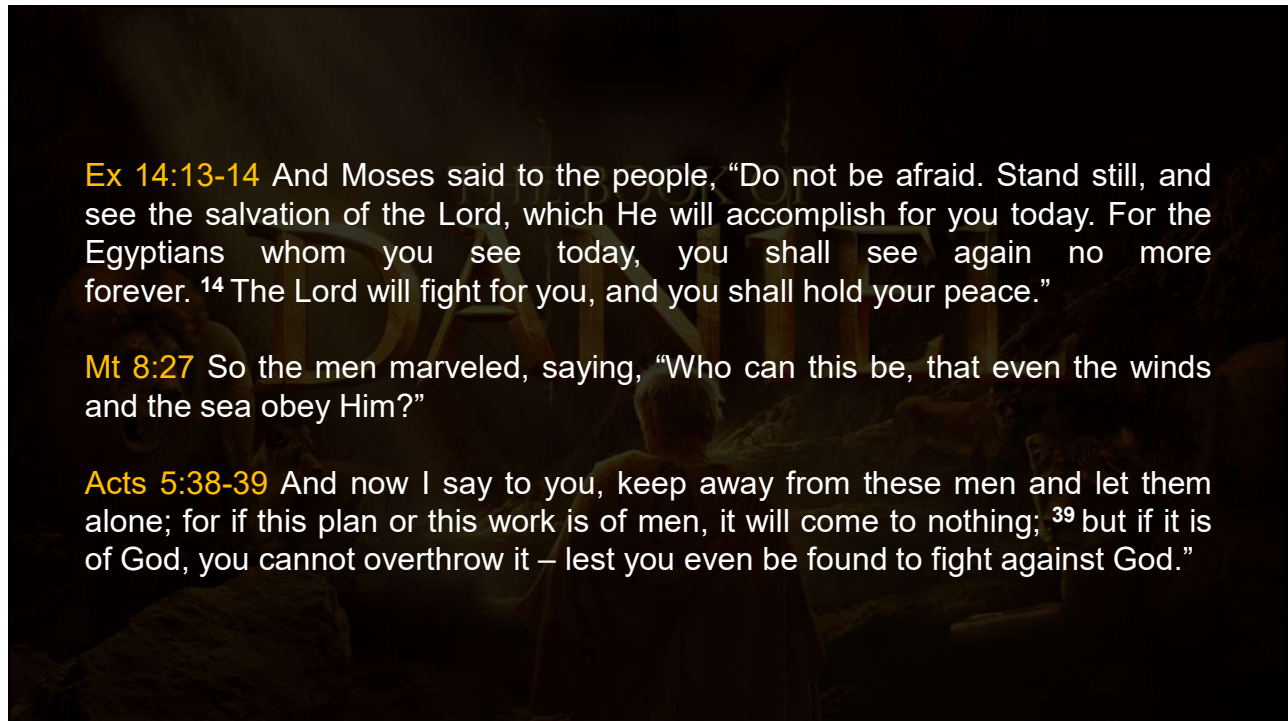 THE BOOK OF
DANIEL
Ex 14:13-14 And Moses said to the people, “Do not be afraid. Stand still, and
see the salvation of the Lord, which He will accomplish for you today. For the
Egyptians whom you see today, you shall see again no more
forever. 14 The Lord will fight for you, and you shall hold your peace.”
Mt 8:27 So the men marveled, saying, “Who can this be, that even the winds
and the sea obey Him?”
Acts 5:38-39 And now I say to you, keep away from these men and let them
alone; for if this plan or this work is of men, it will come to nothing; 39 but if it is
of God, you cannot overthrow it – lest you even be found to fight against God.”